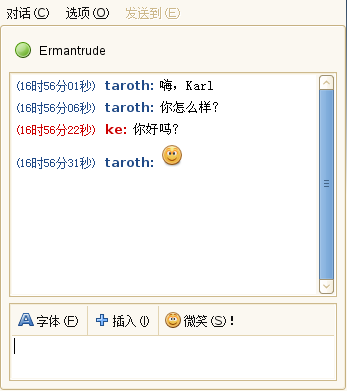 对话(C) 选项(O) 发送到(E)
Ermantrude
(16时56分01秒) taroth: 嗨，Karl
(16时56分06秒) taroth: 你怎么样？
(16时56分22秒) ke: 你好吗？
(16时56分31秒) taroth:
字体(F) 插入(I) 微笑(S)！